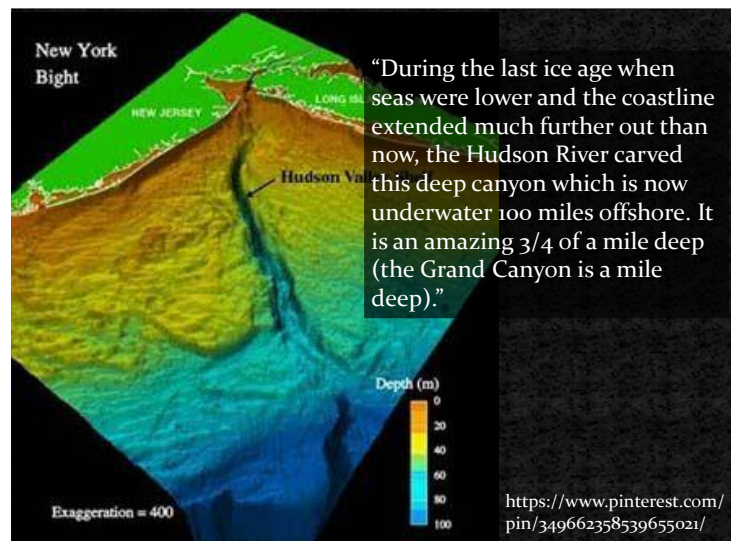 New York
Bight
NEW JERSEY
LONG ISL
Hudson Valley Shelf
“During the last ice age when
seas were lower and the coastline
extended much further out than
now, the Hudson River carved
this deep canyon which is now
underwater 100 miles offshore. It
is an amazing 3/4 of a mile deep
(the Grand Canyon is a mile
deep).”
Depth (m)
0
20
40
60
80
100
Exaggeration = 400
https://www.pinterest.com/
pin/349662358539655021/